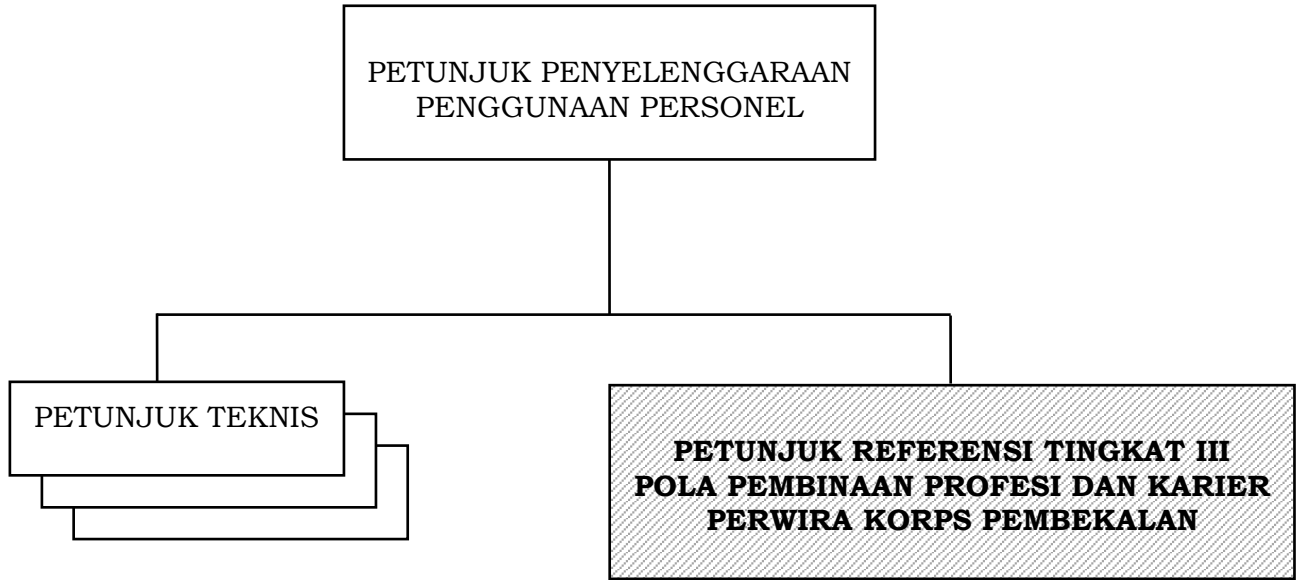 PETUNJUK PENYELENGGARAAN
PENGGUNAAN PERSONEL
PETUNJUK TEKNIS
PETUNJUK REFERENSI TINGKAT III
POLA PEMBINAAN PROFESI DAN KARIER
PERWIRA KORPS PEMBEKALAN